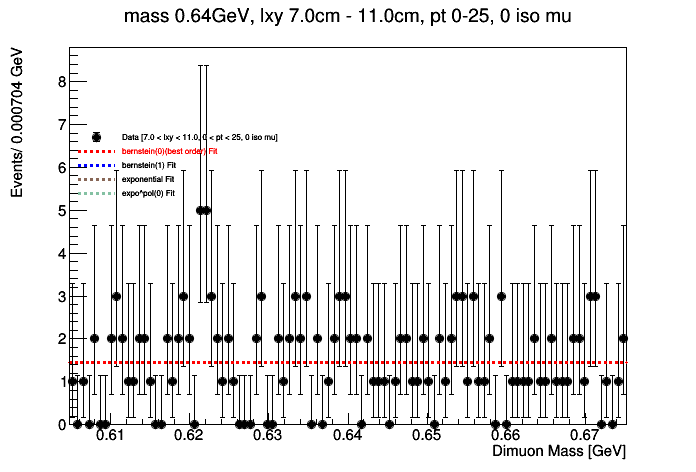 mass 0.64GeV, lxy 7.0cm - 11.0cm, pt 0-25, 0 iso mu
Events/ 0.000704 GeV
8
7
6
5
4
3
2
1
0
Data [7.0 < lxy < 11.0, 0 < pt < 25, 0 iso mu]
bernstein(0)(best order) Fit
bernstein(1) Fit
exponential Fit
expo*pol(0) Fit
0.61 0.62 0.63 0.64 0.65 0.66 0.67
Dimuon Mass [GeV]